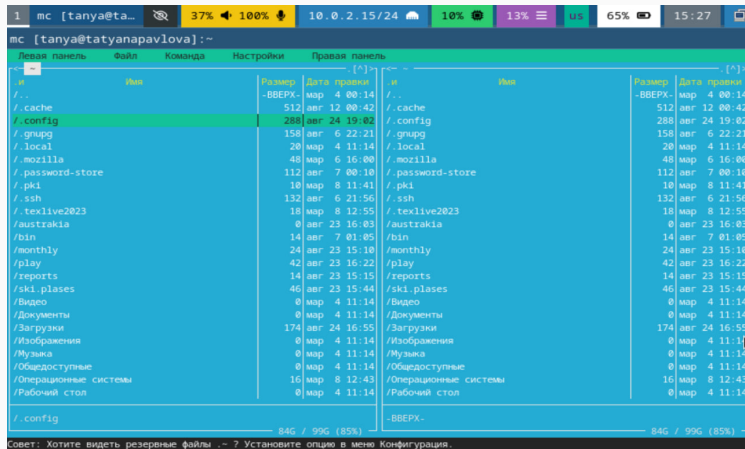 1 mc [tanya@ta... 37% 100% 10.0.2.15/24 10% 13% us 65% 15:27
mc [tanya@tatyanapavlova]:~
Левая панель Файл Команда Настройки Правая панель
<— ~ .[^]> <— ~ .[^]>
.и Имя Размер Дата правки .и Имя Размер Дата правки
/.. -ВВЕРХ- мар 4 00:14 /.. -ВВЕРХ- мар 4 00:14
/.cache 512 авг 12 00:42 /.cache 512 авг 12 00:42
/.config 288 авг 24 19:02 /.config 288 авг 24 19:02
/.gnupg 158 авг 6 22:21 /.gnupg 158 авг 6 22:21
/.local 20 мар 4 11:14 /.local 20 мар 4 11:14
/.mozilla 48 мар 6 16:00 /.mozilla 48 мар 6 16:00
/.password-store 112 авг 7 00:10 /.password-store 112 авг 7 00:10
/.pki 10 мар 8 11:41 /.pki 10 мар 8 11:41
/.ssh 132 авг 6 21:56 /.ssh 132 авг 6 21:56
/.texlive2023 18 мар 8 12:55 /.texlive2023 18 мар 8 12:55
/austrakia 0 авг 23 16:03 /austrakia 0 авг 23 16:03
/bin 14 авг 7 01:05 /bin 14 авг 7 01:05
/monthly 24 авг 23 15:10 /monthly 24 авг 23 15:10
/play 42 авг 23 16:22 /play 42 авг 23 16:22
/reports 14 авг 23 15:15 /reports 14 авг 23 15:15
/ski.plases 46 авг 23 15:44 /ski.plases 46 авг 23 15:44
/Видео 0 мар 4 11:14 /Видео 0 мар 4 11:14
/Документы 0 мар 4 11:14 /Документы 0 мар 4 11:14
/Загрузки 174 авг 24 16:55 /Загрузки 174 авг 24 16:55
/Изображения 0 мар 4 11:14 /Изображения 0 мар 4 11:14
/Музыка 0 мар 4 11:14 /Музыка 0 мар 4 11:14
/Общедоступные 0 мар 4 11:14 /Общедоступные 0 мар 4 11:14
/Операционные системы 16 мар 8 12:43 /Операционные системы 16 мар 8 12:43
/Рабочий стол 0 мар 4 11:14 /Рабочий стол 0 мар 4 11:14
/.config -ВВЕРХ-
84G / 99G (85%) 84G / 99G (85%)
Совет: Хотите видеть резервные файлы .~ ? Установите опцию в меню Конфигурация.